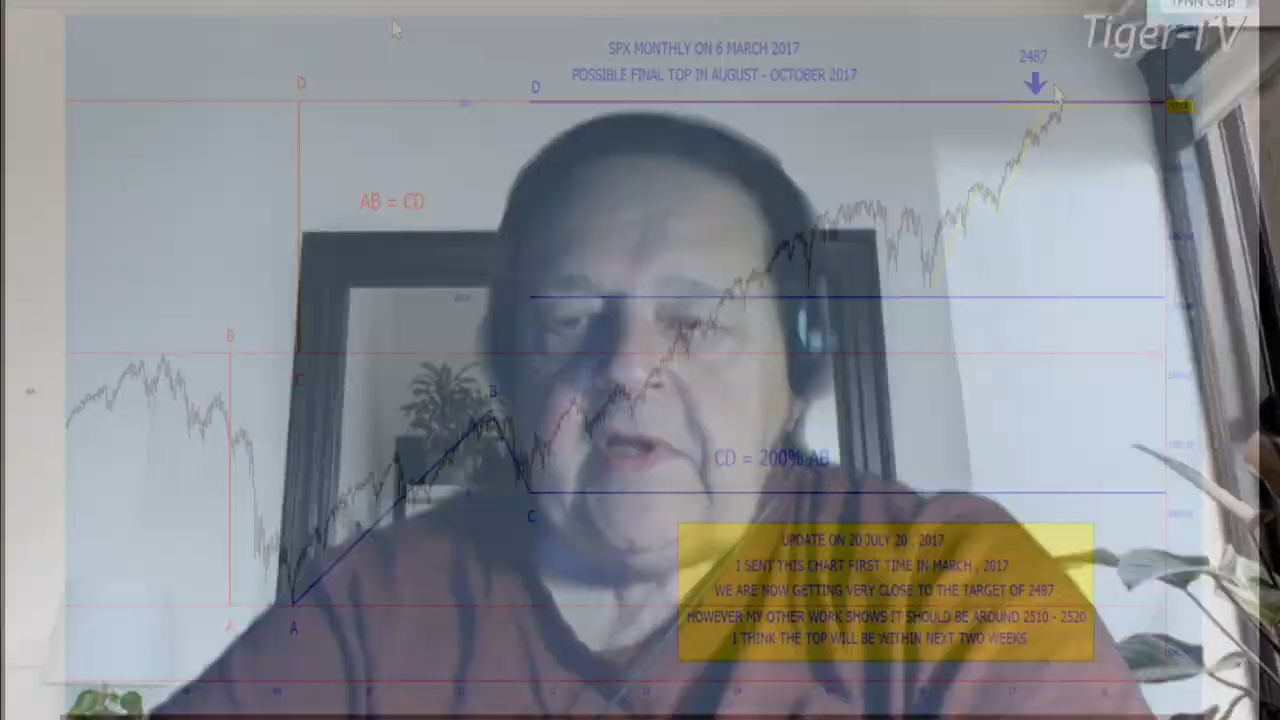 TFNN Corp
Tiger-TV
SPX MONTHLY ON 6 MARCH 2017
POSSIBLE FINAL TOP IN AUGUST - OCTOBER 2017
2487
D
D
AB = CD
B
C
B
CD = 200% AB
C
A
A
UPDATE ON 20 JULY 20 , 2017
I SENT THIS CHART FIRST TIME IN MARCH , 2017
WE ARE NOW GETTING VERY CLOSE TO THE TARGET OF 2487
HOWEVER MY OTHER WORK SHOWS IT SHOULD BE AROUND 2510 - 2520
I THINK THE TOP WILL BE WITHIN NEXT TWO WEEKS